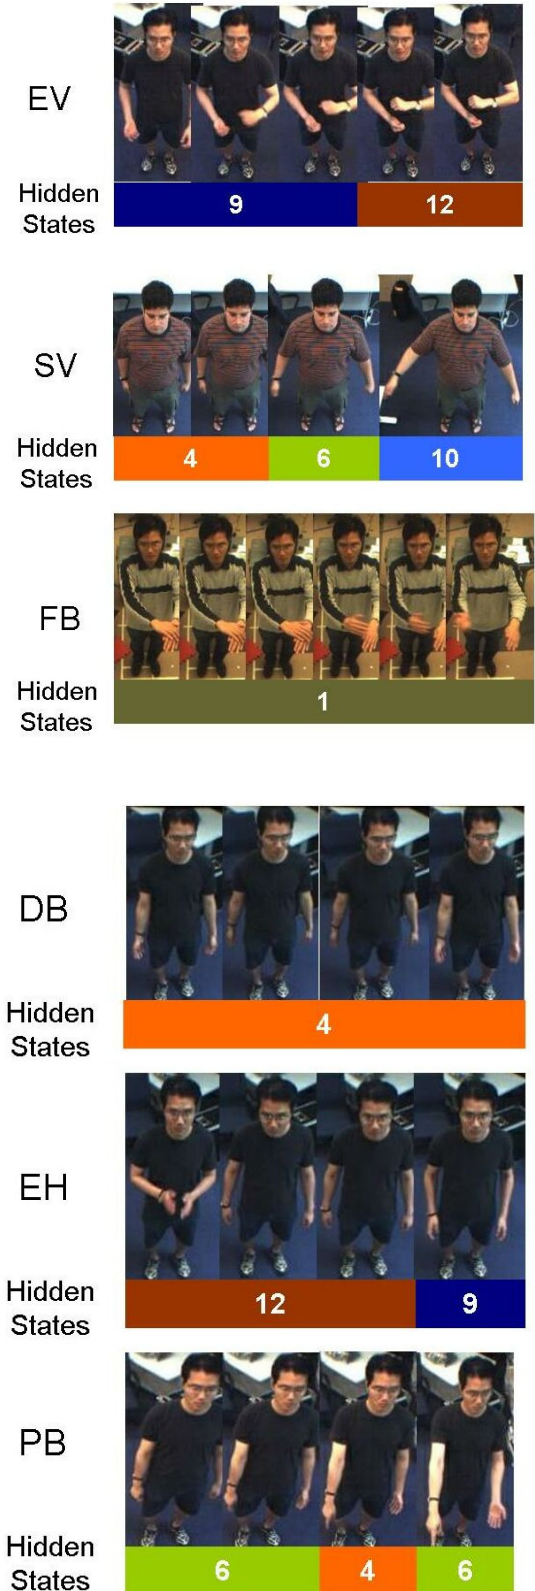 EV
Hidden
States
9 12
SV
Hidden
States
4 6 10
FB
Hidden
States
1
DB
Hidden
States
4
EH
Hidden
States
12 9
PB
Hidden
States
6 4 6